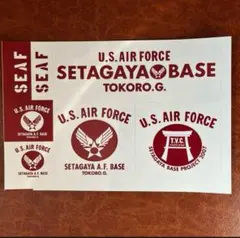 SEAF
SEAF
U.S. AIR FORCE
SETAGAYA BASE
TOKORO.G.
U.S. AIR FORCE
SETAGAYA A.F. BASE
TOKORO.G.
U.S. AIR FORCE
T.V.C.
SETAGAYA BASE PROJECT 2007
U.S. AIR FORCE
SETAGAYA A.F. BASE
U.S. AIR FORCE
SETAGAYA A.F. BASE